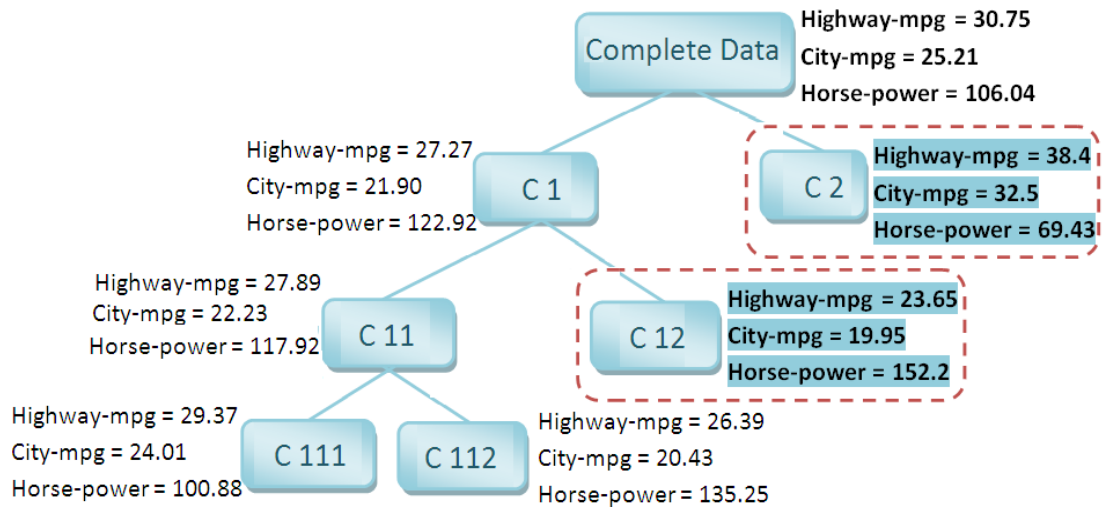 Complete Data
Highway-mpg = 30.75
City-mpg = 25.21
Horse-power = 106.04
Highway-mpg = 27.27
City-mpg = 21.90
Horse-power = 122.92
C 1
C 2
Highway-mpg = 38.4
City-mpg = 32.5
Horse-power = 69.43
Highway-mpg = 27.89
City-mpg = 22.23
Horse-power = 117.92
C 11
C 12
Highway-mpg = 23.65
City-mpg = 19.95
Horse-power = 152.2
Highway-mpg = 29.37
City-mpg = 24.01
Horse-power = 100.88
C 111
C 112
Highway-mpg = 26.39
City-mpg = 20.43
Horse-power = 135.25